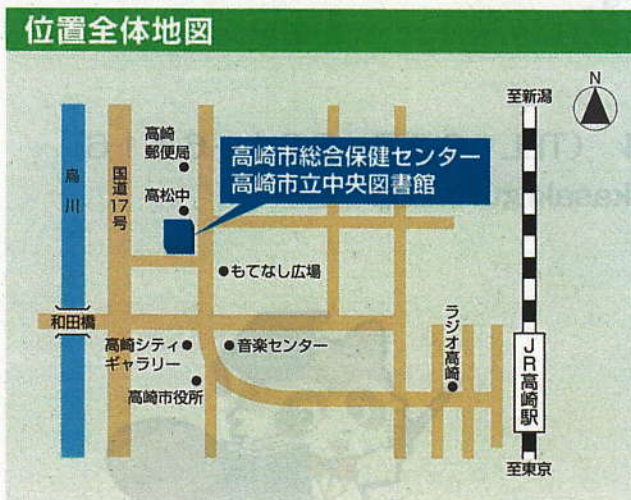 位置全体地図
至新潟
N
高崎
郵便局
高崎市総合保健センター
高崎市立中央図書館
烏川
国道17号
高松中
もてなし広場
和田橋
高崎シティ
ギャラリー
音楽センター
ラジオ高崎
JR高崎駅
高崎市役所
至東京